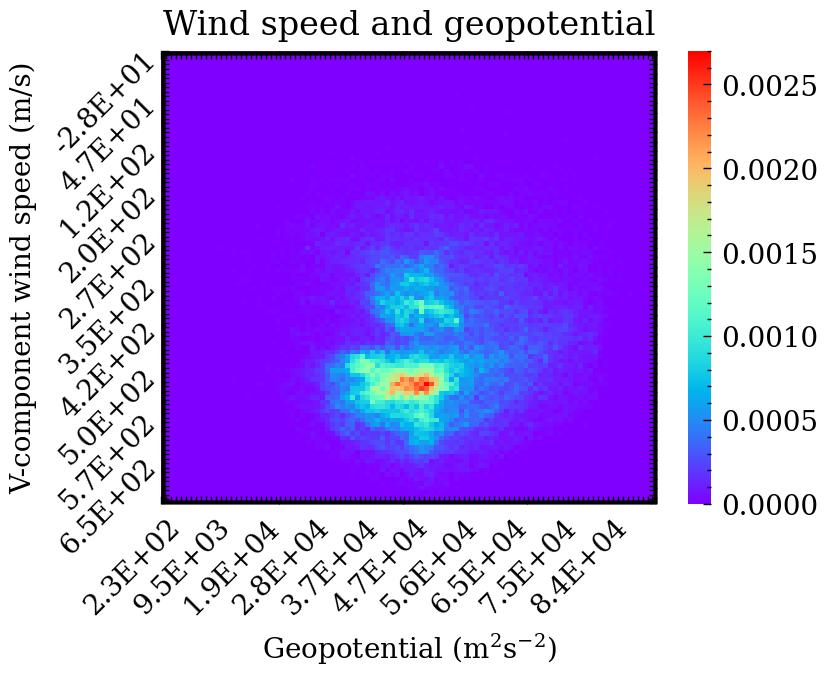 Wind speed and geopotential
V-component wind speed (m/s)
-2.8E+01
4.7E+01
1.2E+02
2.0E+02
2.7E+02
3.5E+02
4.2E+02
5.0E+02
5.7E+02
6.5E+02
2.3E+02
9.5E+03
1.9E+04
2.8E+04
3.7E+04
4.7E+04
5.6E+04
6.5E+04
7.5E+04
8.4E+04
Geopotential (m²s⁻²)
0.0025
0.0020
0.0015
0.0010
0.0005
0.0000